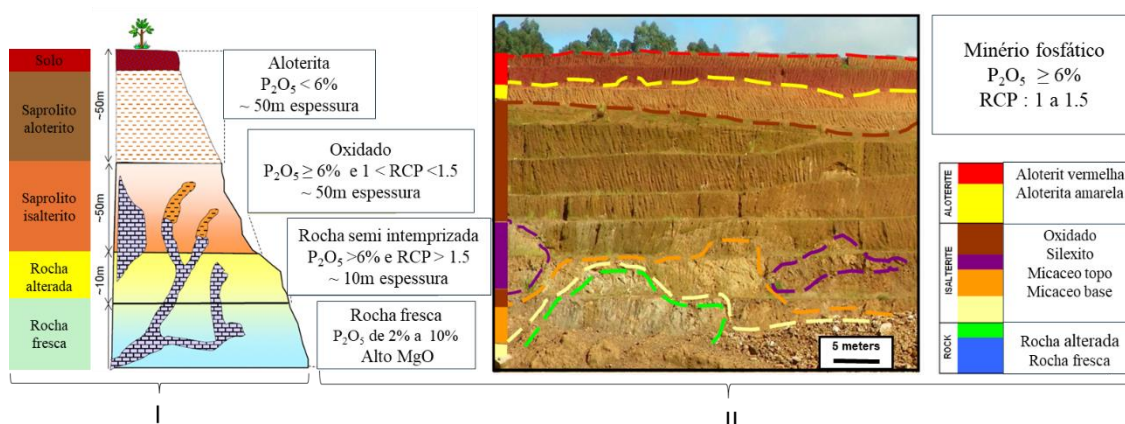 Solo
Saprolito
aloterito
Saprolito
isalterito
Rocha
alterada
Rocha
fresca
~50m
~50m
~10m
Aloterita
P₂O₅ < 6%
~ 50m espessura
Oxidado
P₂O₅ ≥ 6% e 1 < RCP <1.5
~ 50m espessura
Rocha semi intemprizada
P₂O₅ >6% e RCP > 1.5
~ 10m espessura
Rocha fresca
P₂O₅ de 2% a 10%
Alto MgO
I
5 meters
Minério fosfático
P₂O₅ ≥ 6%
RCP : 1 a 1.5
ALOTERITE
Aloterit vermelha
Aloterita amarela
ISALTERITE
Oxidado
Silexito
Micaceo topo
Micaceo base
ROCK
Rocha alterada
Rocha fresca
II